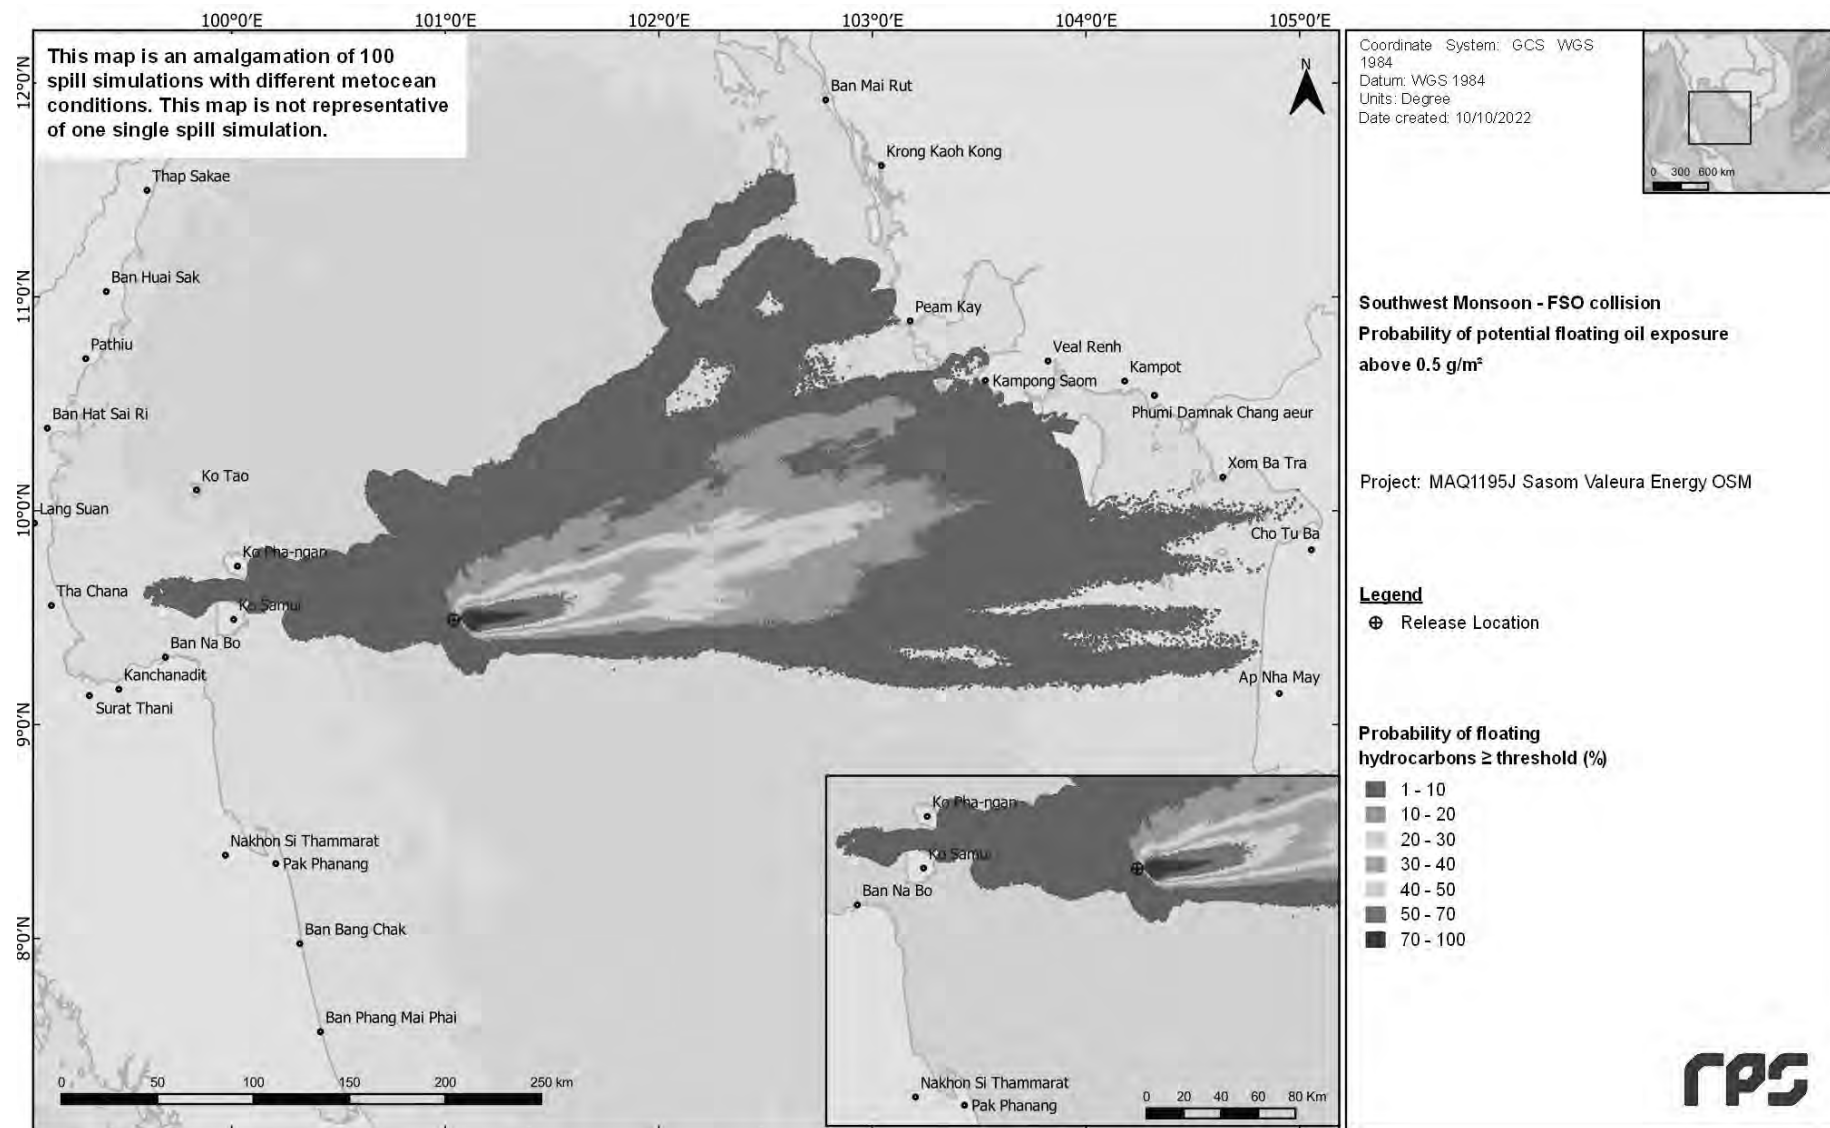 100°0'E 101°0'E 102°0'E 103°0'E 104°0'E 105°0'E
This map is an amalgamation of 100
spill simulations with different metocean
conditions. This map is not representative
of one single spill simulation.
12°0'N
11°0'N
10°0'N
9°0'N
8°0'N
N
Ban Mai Rut
Krong Kaoh Kong
Thap Sakae
Ban Huai Sak
Peam Kay
Pathiu
Veal Renh
Kampot
Kampong Saom
Phumi Damnak Chang aeur
Ban Hat Sai Ri
Xom Ba Tra
Ko Tao
Lang Suan
Cho Tu Ba
Ko Pha-ngan
Tha Chana
Ko Samui
Ban Na Bo
Kanchanadit
Surat Thani
Ap Nha May
Nakhon Si Thammarat
Pak Phanang
Ban Bang Chak
Ban Phang Mai Phai
0 50 100 150 200 250 km
Ko Pha-ngan
Ko Samui
Ban Na Bo
Nakhon Si Thammarat
Pak Phanang
0 20 40 60 80 Km
Coordinate System: GCS WGS
1984
Datum: WGS 1984
Units: Degree
Date created: 10/10/2022
0 300 600 km
Southwest Monsoon - FSO collision
Probability of potential floating oil exposure
above 0.5 g/m²
Project: MAQ1195J Sasom Valeura Energy OSM
Legend
Release Location
Probability of floating
hydrocarbons ≥ threshold (%)
1 - 10
10 - 20
20 - 30
30 - 40
40 - 50
50 - 70
70 - 100
rps